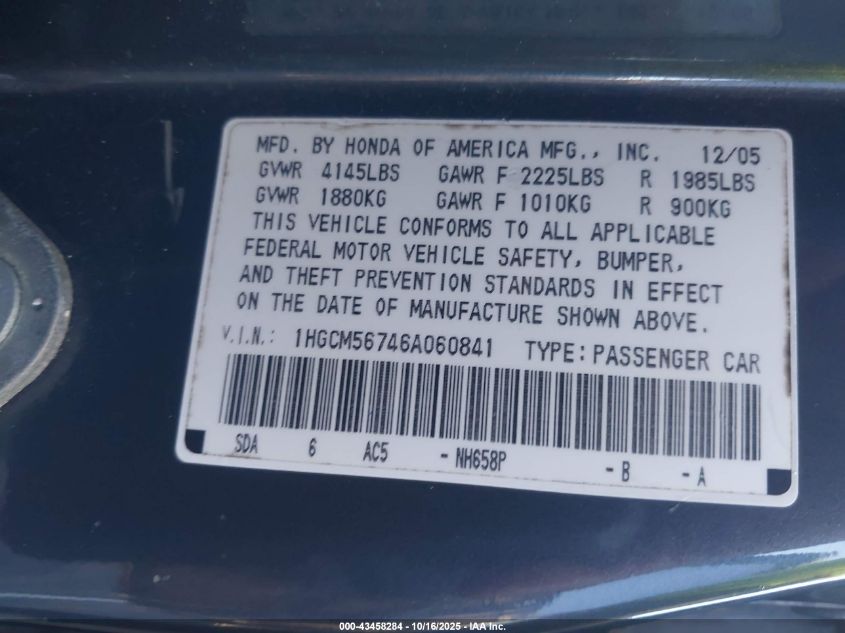 MFD. BY HONDA OF AMERICA MFG., INC. 12/05
GVWR 4145LBS GAWR F 2225LBS R 1985LBS
GVWR 1880KG GAWR F 1010KG R 900KG
THIS VEHICLE CONFORMS TO ALL APPLICABLE
FEDERAL MOTOR VEHICLE SAFETY, BUMPER,
AND THEFT PREVENTION STANDARDS IN EFFECT
ON THE DATE OF MANUFACTURE SHOWN ABOVE.
V.I.N.: 1HGCM56746A060841 TYPE: PASSENGER CAR
SDA 6 AC5 -NH658P -B -A
000-43458284 - 10/16/2025 - IAA Inc.